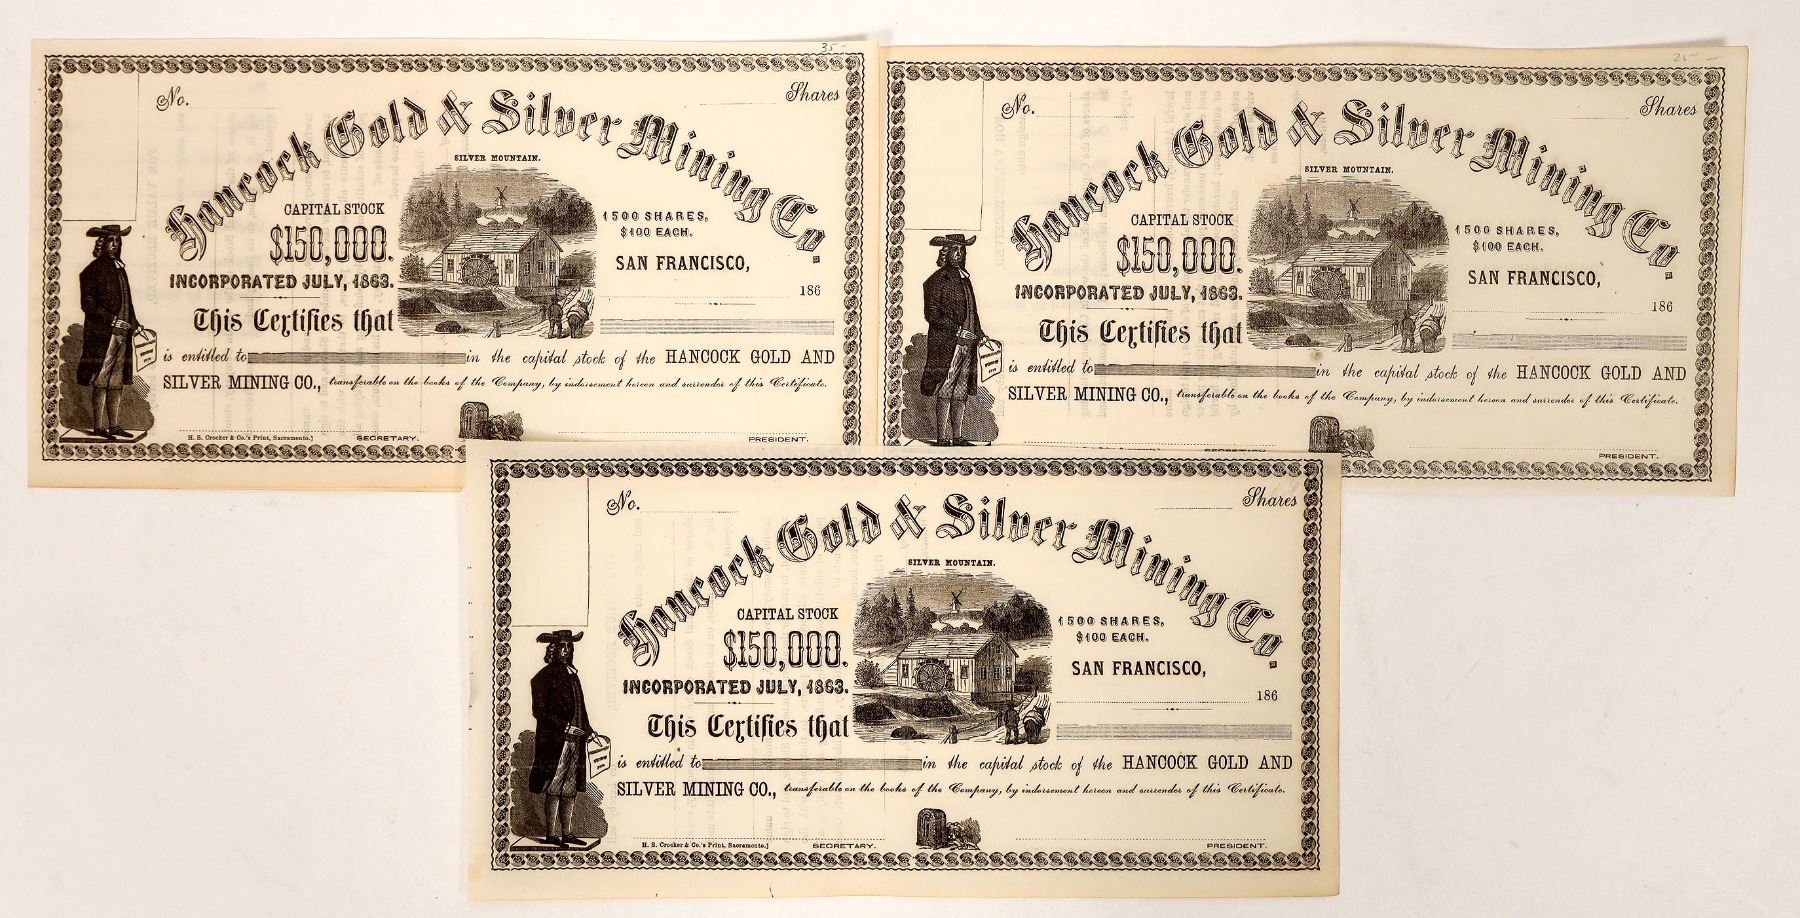 35-
No. Shares
Hancock Gold & Silver Mining Co.
SILVER MOUNTAIN.
CAPITAL STOCK
$150,000.
INCORPORATED JULY, 1863.
1500 SHARES,
$100 EACH.
SAN FRANCISCO,
186
This Certifies that
is entitled to in the capital stock of the HANCOCK GOLD AND
SILVER MINING CO., transferable on the books of the Company, by indorsement hereon and surrender of this Certificate.
H. S. Crocker & Co.'s Print, Sacramento.] SECRETARY. PRESIDENT.
25-
No. Shares
Hancock Gold & Silver Mining Co.
SILVER MOUNTAIN.
CAPITAL STOCK
$150,000.
INCORPORATED JULY, 1863.
1500 SHARES,
$100 EACH.
SAN FRANCISCO,
186
This Certifies that
is entitled to in the capital stock of the HANCOCK GOLD AND
SILVER MINING CO., transferable on the books of the Company, by indorsement hereon and surrender of this Certificate.
PRESIDENT.
No. Shares
Hancock Gold & Silver Mining Co.
SILVER MOUNTAIN.
CAPITAL STOCK
$150,000.
INCORPORATED JULY, 1863.
1500 SHARES,
$100 EACH.
SAN FRANCISCO,
186
This Certifies that
is entitled to in the capital stock of the HANCOCK GOLD AND
SILVER MINING CO., transferable on the books of the Company, by indorsement hereon and surrender of this Certificate.
H. S. Crocker & Co.'s Print, Sacramento.] SECRETARY. PRESIDENT.